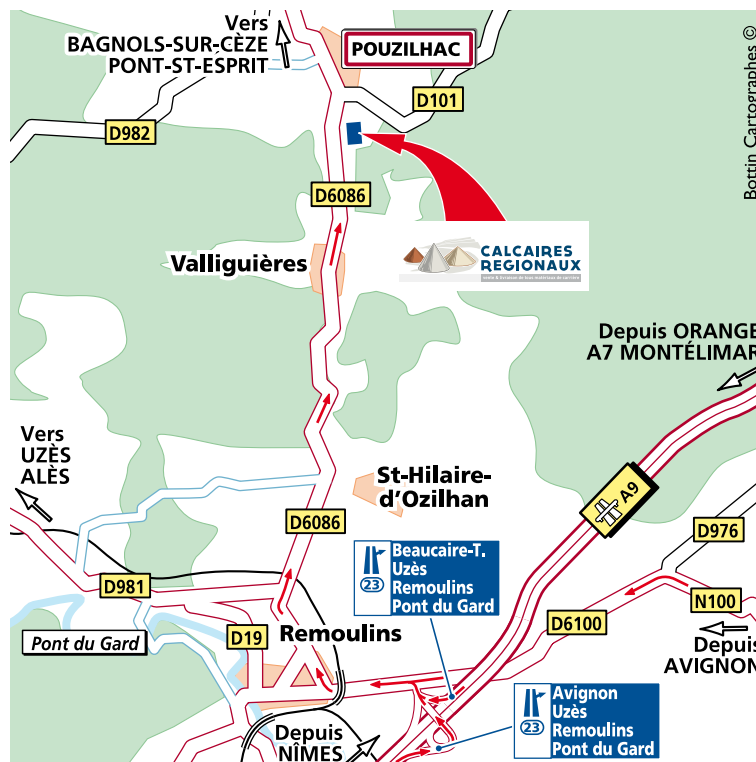 Vers
BAGNOLS-SUR-CÈZE
PONT-ST-ESPRIT
POUZILHAC
Bottin Cartographes ©
D101
D982
D6086
Valliguières
CALCAIRES
REGIONAUX
Depuis ORANGE
A7 MONTÉLIMAR
Vers
UZÈS
ALÈS
St-Hilaire-
d'Ozilhan
A9
D6086
D976
Beaucaire-T.
Uzès
Remoulins
Pont du Gard
23
D981
N100
D6100
Pont du Gard
D19
Remoulins
Depuis
AVIGNON
Avignon
Uzès
Remoulins
Pont du Gard
23
Depuis
NÎMES